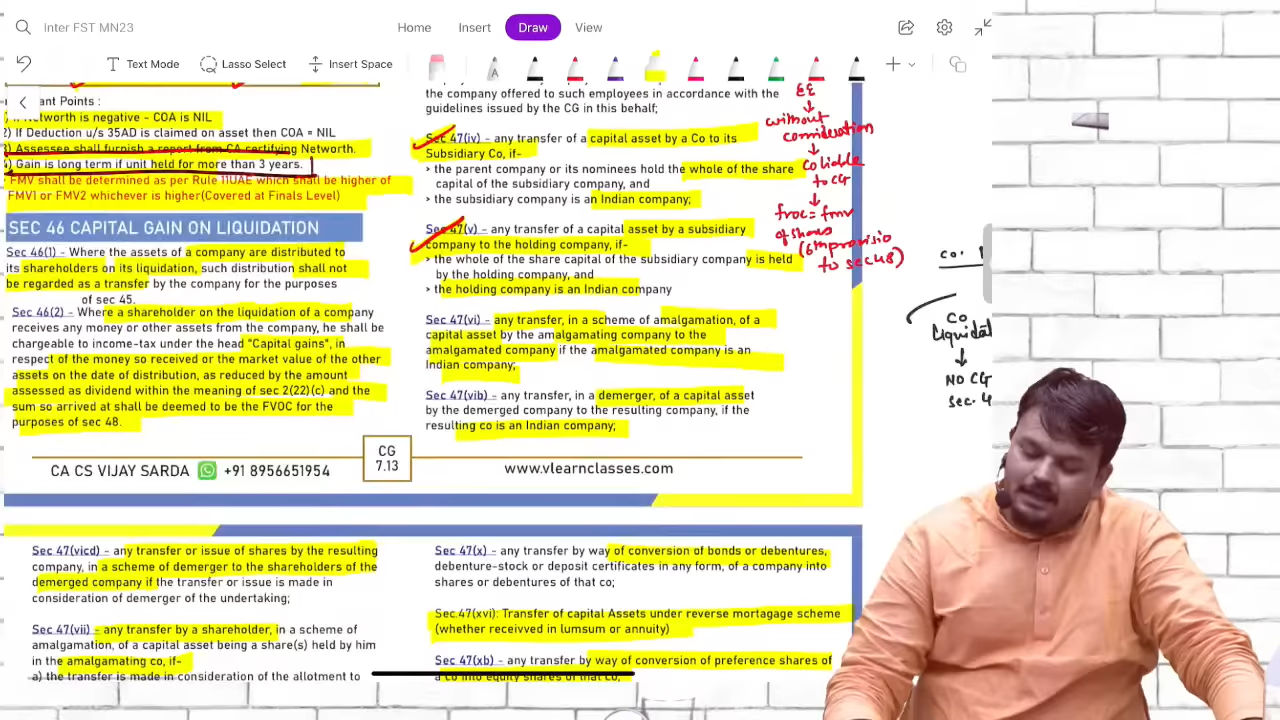 Inter FST MN23
Home
Insert
Draw
View
Text Mode
Lasso Select
Insert Space
ant Points :
If Networth is negative - COA is NIL
2) If Deduction u/s 35AD is claimed on asset then COA = NIL
3) Assessee shall furnish a report from CA certifying Networth.
4) Gain is long term if unit held for more than 3 years.
FMV shall be determined as per Rule 11UAE which shall be higher of
FMV1 or FMV2 whichever is higher(Covered at Finals Level)
SEC 46 CAPITAL GAIN ON LIQUIDATION
Sec 46(1) - Where the assets of a company are distributed to
its shareholders on its liquidation, such distribution shall not
be regarded as a transfer by the company for the purposes
of sec 45.
Sec 46(2) - Where a shareholder on the liquidation of a company
receives any money or other assets from the company, he shall be
chargeable to income-tax under the head "Capital gains", in
respect of the money so received or the market value of the other
assets on the date of distribution, as reduced by the amount
assessed as dividend within the meaning of sec 2(22)(c) and the
sum so arrived at shall be deemed to be the FVOC for the
purposes of sec 48.
the company offered to such employees in accordance with the
guidelines issued by the CG in this behalf;
Sec 47(iv) - any transfer of a capital asset by a Co to its
Subsidiary Co, if-
> the parent company or its nominees hold the whole of the share
capital of the subsidiary company, and
> the subsidiary company is an Indian company;
Sec 47(v) - any transfer of a capital asset by a subsidiary
company to the holding company, if-
> the whole of the share capital of the subsidiary company is held
by the holding company, and
> the holding company is an Indian company
Sec 47(vi) - any transfer, in a scheme of amalgamation, of a
capital asset by the amalgamating company to the
amalgamated company if the amalgamated company is an
Indian company;
Sec 47(vib) - any transfer, in a demerger, of a capital asset
by the demerged company to the resulting company, if the
resulting co is an Indian company;
without
consideration
Co liable
to CG
fvoc = fmv
of shares
(6th proviso
to sec 48)
co.
CO
Liquidat
NO CG
Sec. 4
CA CS VIJAY SARDA +91 8956651954
CG
7.13
www.vlearnclasses.com
Sec 47(vicd) - any transfer or issue of shares by the resulting
company, in a scheme of demerger to the shareholders of the
demerged company if the transfer or issue is made in
consideration of demerger of the undertaking;
Sec 47(vii) - any transfer by a shareholder, in a scheme of
amalgamation, of a capital asset being a share(s) held by him
in the amalgamating co, if-
a) the transfer is made in consideration of the allotment to
Sec 47(x) - any transfer by way of conversion of bonds or debentures,
debenture-stock or deposit certificates in any form, of a company into
shares or debentures of that co;
Sec.47(xvi): Transfer of capital Assets under reverse mortagage scheme
(whether receivved in lumsum or annuity)
Sec 47(xb) - any transfer by way of conversion of preference shares of
a co into equity shares of that co;